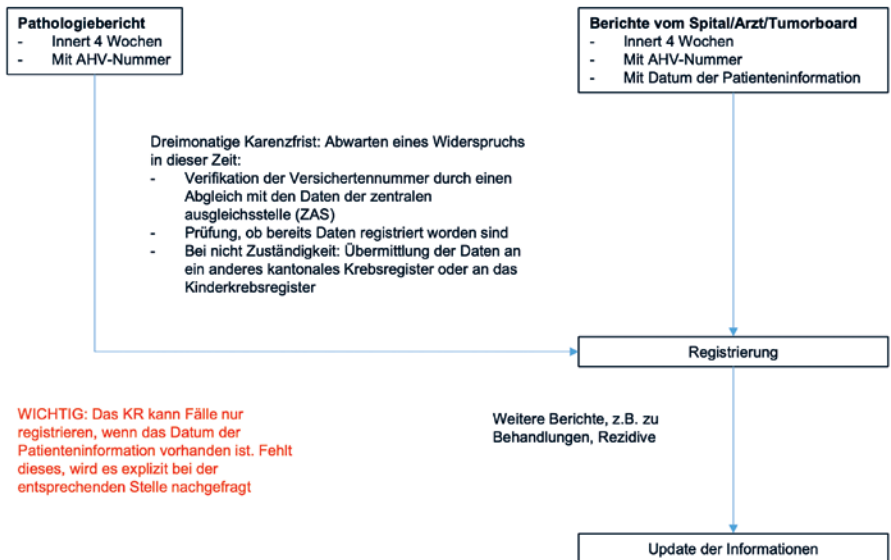 Pathologiebericht
- Innert 4 Wochen
- Mit AHV-Nummer
Berichte vom Spital/Arzt/Tumorboard
- Innert 4 Wochen
- Mit AHV-Nummer
- Mit Datum der Patienteninformation
Dreimonatige Karenzfrist: Abwarten eines Widerspruchs
in dieser Zeit:
- Verifikation der Versichertennummer durch einen
Abgleich mit den Daten der zentralen
ausgleichsstelle (ZAS)
- Prüfung, ob bereits Daten registriert worden sind
- Bei nicht Zuständigkeit: Übermittlung der Daten an
ein anderes kantonales Krebsregister oder an das
Kinderkrebsregister
Registrierung
WICHTIG: Das KR kann Fälle nur
registrieren, wenn das Datum der
Patienteninformation vorhanden ist. Fehlt
dieses, wird es explizit bei der
entsprechenden Stelle nachgefragt
Weitere Berichte, z.B. zu
Behandlungen, Rezidive
Update der Informationen